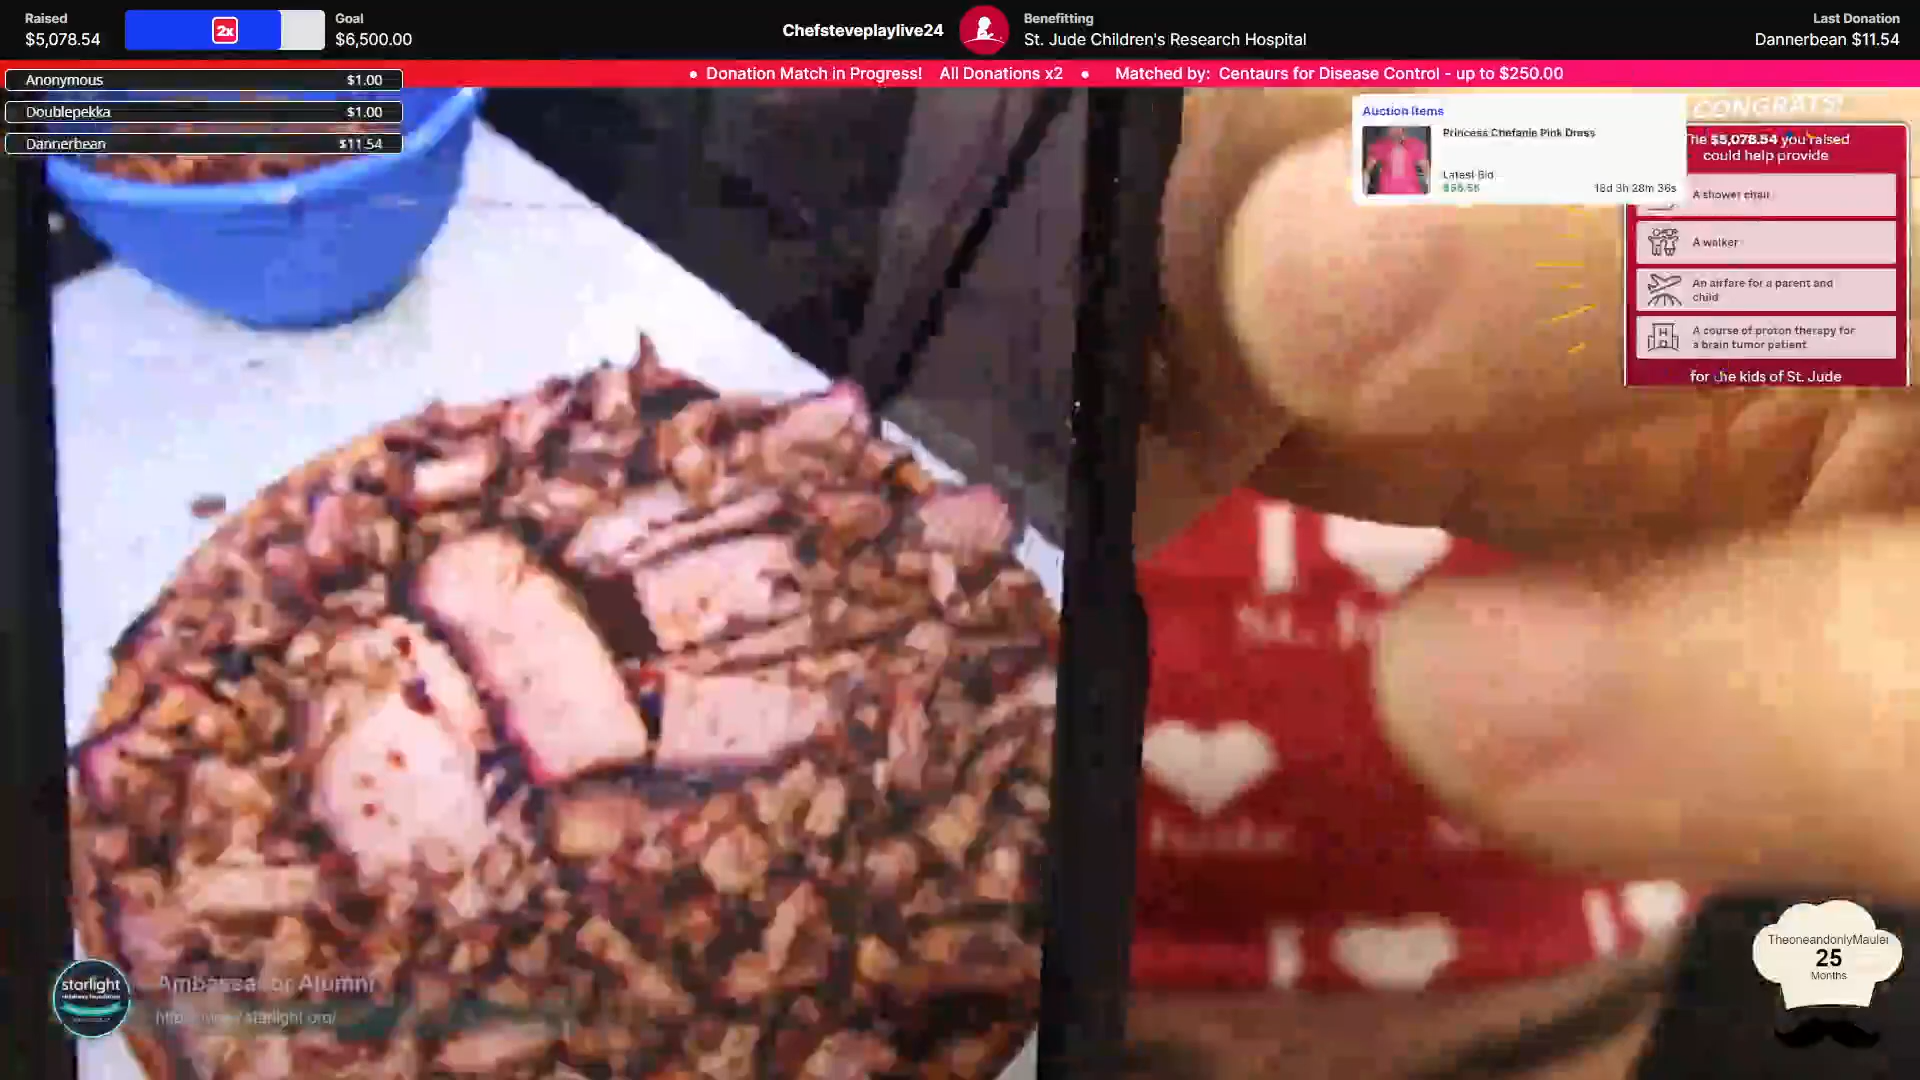 Raised
$5,078.54
2x
Goal
$6,500.00
Chefsteveplaylive24
Benefitting
St. Jude Children's Research Hospital
Last Donation
Dannerbean $11.54
Anonymous $1.00
Doublepekka $1.00
Dannerbean $11.54
• Donation Match in Progress! All Donations x2 • Matched by: Centaurs for Disease Control - up to $250.00
Auction Items
Princess Chefanie Pink Dress
Latest Bid
18d 3h 28m 36s
CONGRATS!
The $5,078.54 you raised
could help provide
A shower chair
A walker
An airfare for a parent and
child
A course of proton therapy for
a brain tumor patient
for the kids of St. Jude
I
St.
starlight
Ambassador Alumni
TheoneandonlyMauler
25
Months